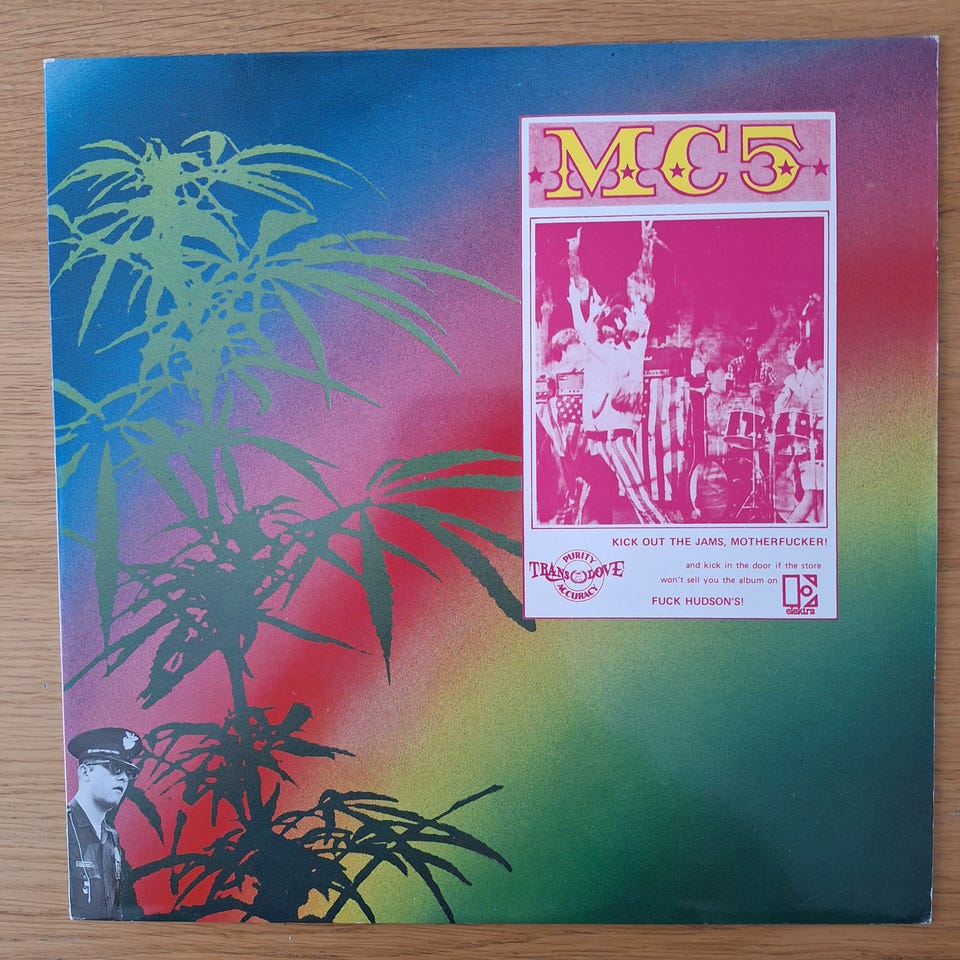 MC5
KICK OUT THE JAMS, MOTHERFUCKER!
and kick in the door if the store
won't sell you the album on
FUCK HUDSON'S!
PURITY
TRANS LOVE
ACCURACY
elektra